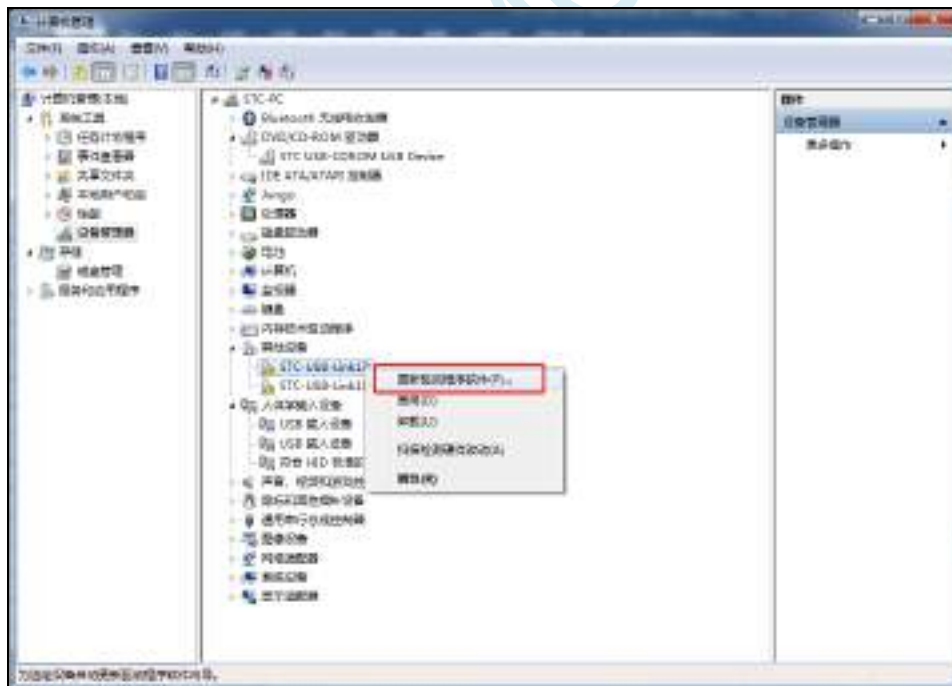 计算机管理
文件(F) 操作(A) 查看(V) 帮助(H)
计算机管理(本地)
系统工具
任务计划程序
事件查看器
共享文件夹
本地用户和组
性能
设备管理器
存储
磁盘管理
服务和应用程序
STC-PC
Bluetooth 无线电收发器
DVD/CD-ROM 驱动器
STC USB-CDROM USB Device
IDE ATA/ATAPI 控制器
Jungo
处理器
磁盘驱动器
电池
计算机
监视器
键盘
内存技术驱动程序
其他设备
STC-USB-Link1
STC-USB-Link1
人体学输入设备
USB 输入设备
USB 输入设备
符合 HID 标准的
声音、视频和游戏控
鼠标和其他指针设备
通用串行总线控制器
图像设备
网络适配器
系统设备
显示适配器
更新驱动程序软件(P)...
禁用(D)
卸载(U)
扫描检测硬件改动(A)
属性(R)
操作
设备管理器
更多操作
为选定设备启动更新驱动程序软件向导。